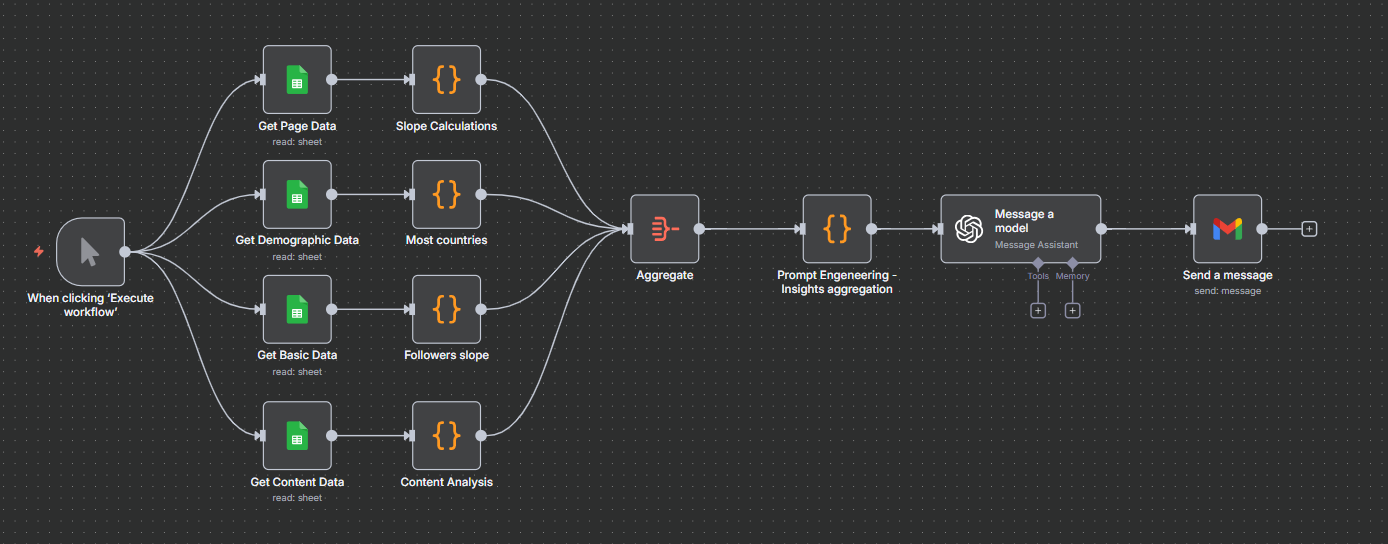 Get Page Data
read: sheet
Slope Calculations
Get Demographic Data
read: sheet
Most countries
When clicking ‘Execute
workflow’
Get Basic Data
read: sheet
Followers slope
Get Content Data
read: sheet
Content Analysis
Aggregate
Prompt Engeneering -
Insights aggregation
Message a
model
Message Assistant
Tools
Memory
Send a message
send: message